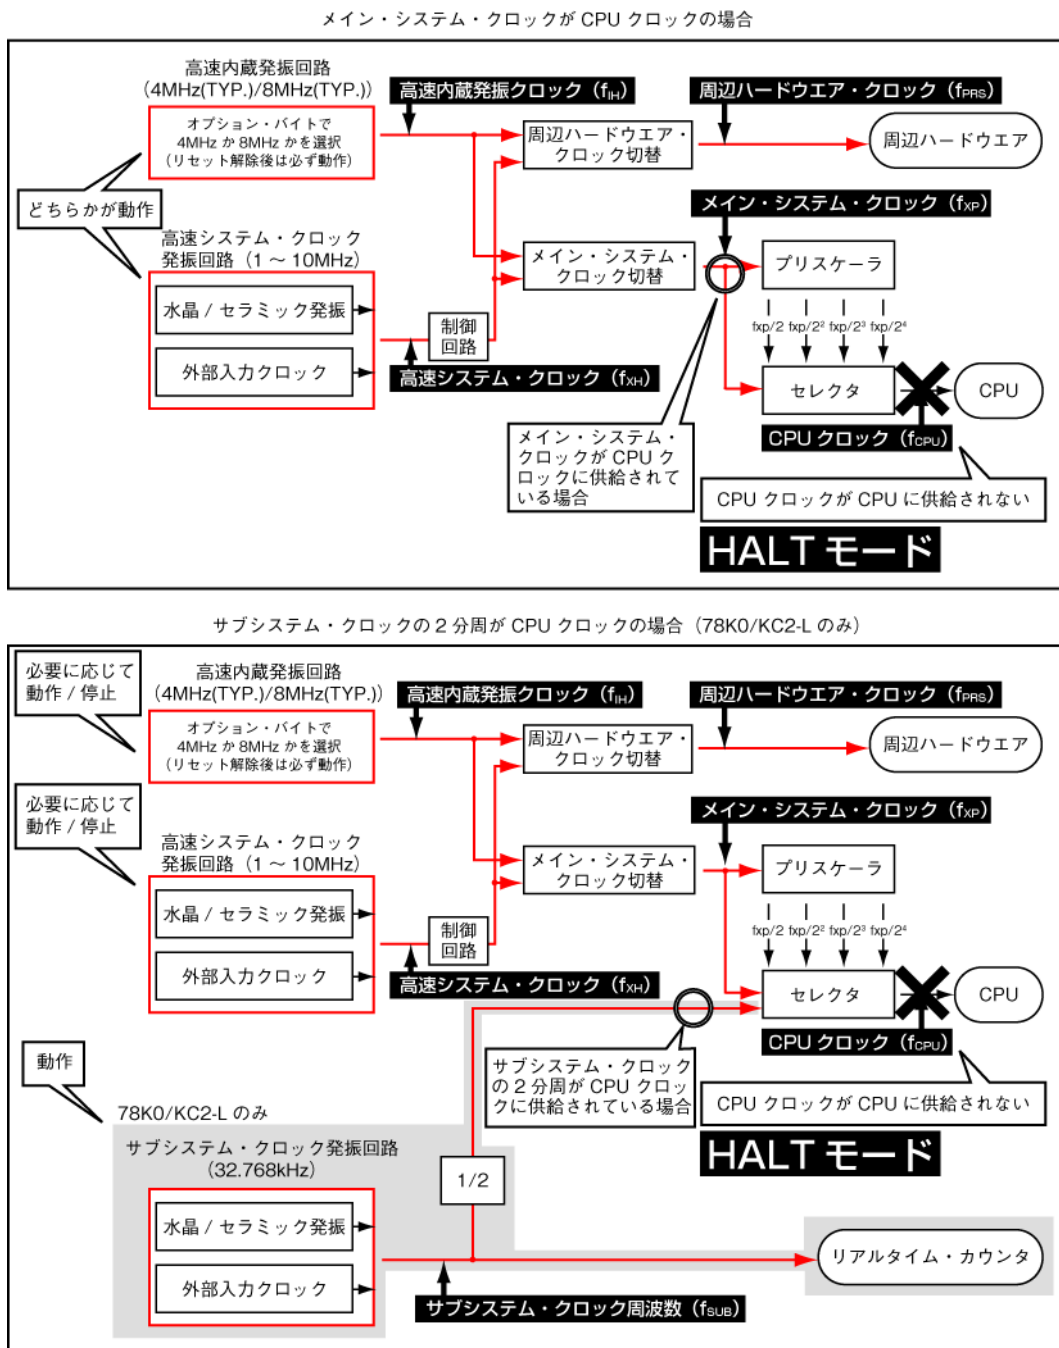 メイン・システム・クロックが CPU クロックの場合
高速内蔵発振回路
（4MHz(TYP.)/8MHz(TYP.)）
オプション・バイトで
4MHz か 8MHz かを選択
（リセット解除後は必ず動作）
高速内蔵発振クロック（fIH）
周辺ハードウエア・クロック（fPRS）
周辺ハードウエア・
クロック切替
周辺ハードウエア
どちらかが動作
メイン・システム・クロック（fXP）
高速システム・クロック
発振回路（1 ～ 10MHz）
メイン・システム・
クロック切替
プリスケーラ
水晶 / セラミック発振
制御
回路
fxp/2 fxp/2² fxp/2³ fxp/2⁴
外部入力クロック
高速システム・クロック（fXH）
セレクタ
CPU
CPU クロック（fCPU）
メイン・システム・
クロックが CPU ク
ロックに供給されて
いる場合
CPU クロックが CPU に供給されない
HALT モード
サブシステム・クロックの 2 分周が CPU クロックの場合（78K0/KC2-L のみ）
必要に応じて
動作 / 停止
高速内蔵発振回路
（4MHz(TYP.)/8MHz(TYP.)）
オプション・バイトで
4MHz か 8MHz かを選択
（リセット解除後は必ず動作）
高速内蔵発振クロック（fIH）
周辺ハードウエア・クロック（fPRS）
周辺ハードウエア・
クロック切替
周辺ハードウエア
必要に応じて
動作 / 停止
メイン・システム・クロック（fXP）
高速システム・クロック
発振回路（1 ～ 10MHz）
メイン・システム・
クロック切替
プリスケーラ
水晶 / セラミック発振
制御
回路
fxp/2 fxp/2² fxp/2³ fxp/2⁴
外部入力クロック
高速システム・クロック（fXH）
セレクタ
CPU
CPU クロック（fCPU）
動作
サブシステム・クロック
の 2 分周が CPU クロッ
クに供給されている場合
CPU クロックが CPU に供給されない
HALT モード
78K0/KC2-L のみ
サブシステム・クロック発振回路
（32.768kHz）
1/2
水晶 / セラミック発振
外部入力クロック
リアルタイム・カウンタ
サブシステム・クロック周波数（fSUB）